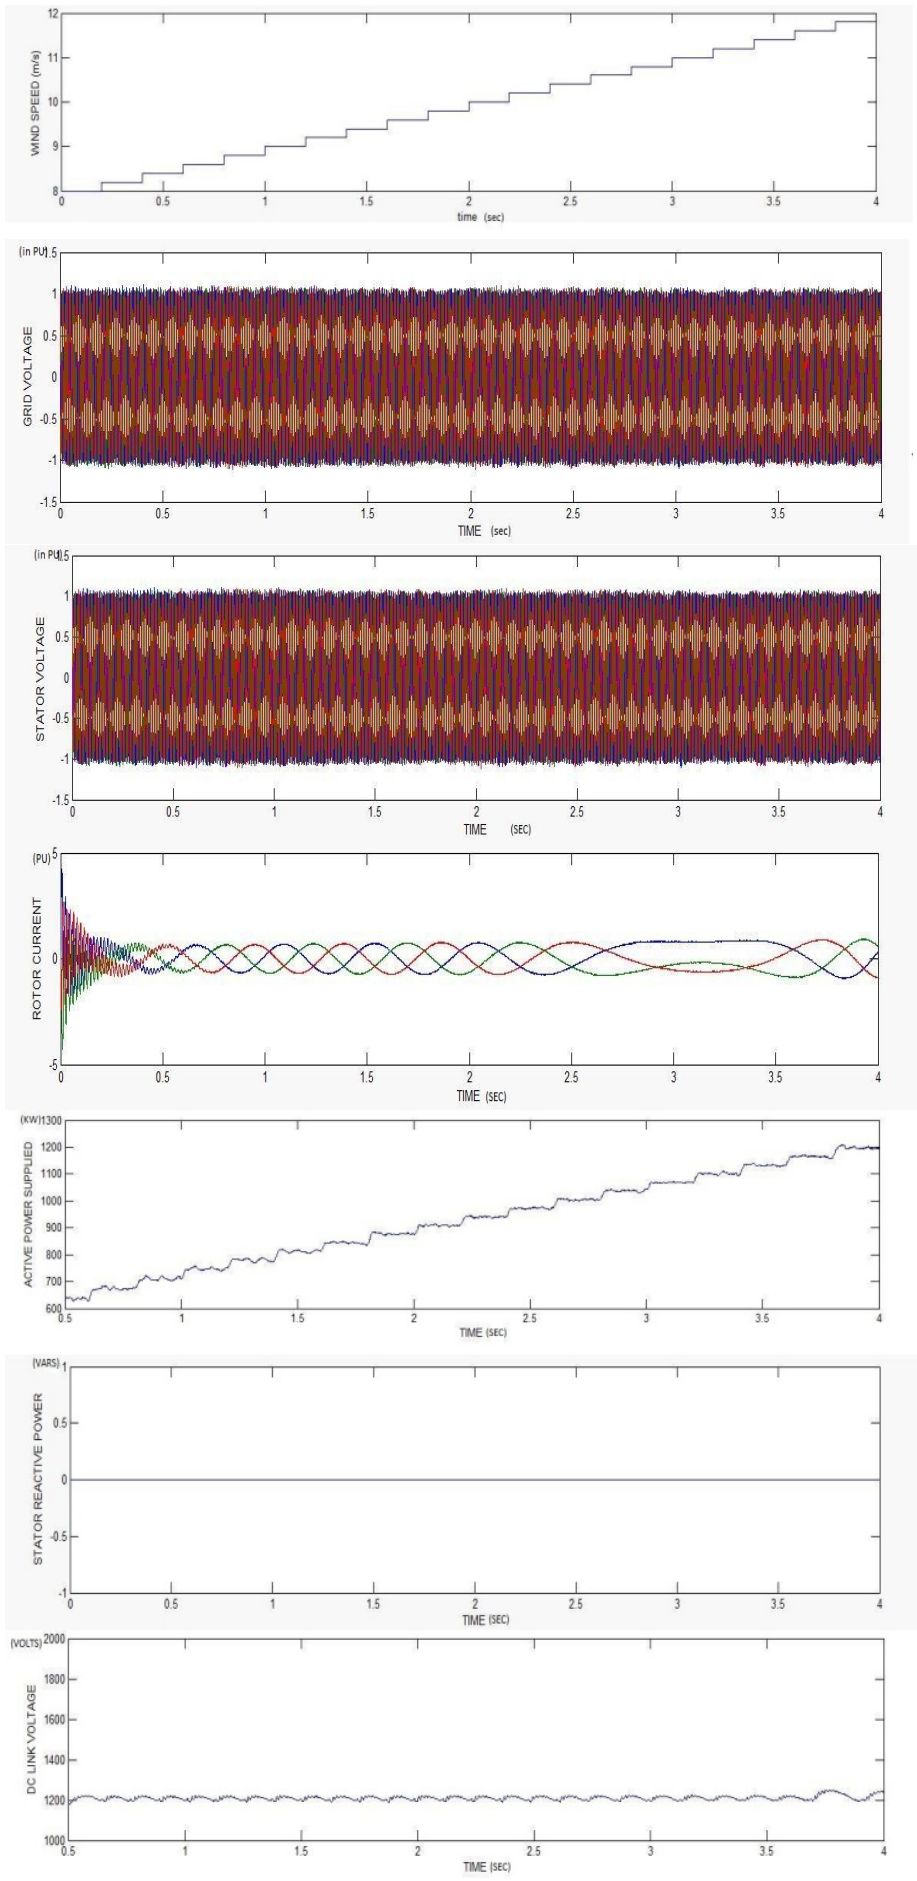 12
11
10
9
8
WIND SPEED (m/s)
0 0.5 1 1.5 2 2.5 3 3.5 4
time (sec)
(in PU)
1.5
1
0.5
0
-0.5
-1
-1.5
GRID VOLTAGE
0 0.5 1 1.5 2 2.5 3 3.5 4
TIME (sec)
(in PU)
1.5
1
0.5
0
-0.5
-1
-1.5
STATOR VOLTAGE
0 0.5 1 1.5 2 2.5 3 3.5 4
TIME (SEC)
(PU)
5
0
-5
ROTOR CURRENT
0 0.5 1 1.5 2 2.5 3 3.5 4
TIME (SEC)
(KW)
1300
1200
1100
1000
900
800
700
600
ACTIVE POWER SUPPLIED
0.5 1 1.5 2 2.5 3 3.5 4
TIME (SEC)
(VARS)
1
0.5
0
-0.5
-1
STATOR REACTIVE POWER
0 0.5 1 1.5 2 2.5 3 3.5 4
TIME (SEC)
(VOLTS)
2000
1800
1600
1400
1200
1000
DC LINK VOLTAGE
0.5 1 1.5 2 2.5 3 3.5 4
TIME (SEC)